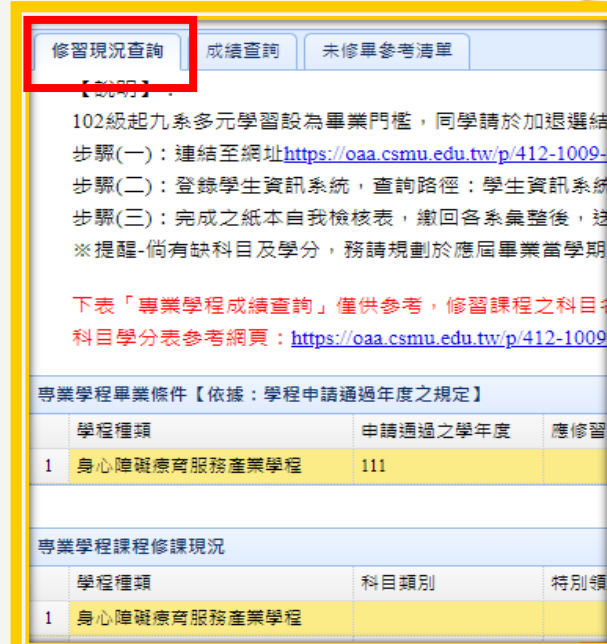 修習現況查詢 成績查詢 未修畢參考清單
【說明】：
102級起九系多元學習設為畢業門檻，同學請於加退選結
步驟(一)：連結至網址https://oaa.csmu.edu.tw/p/412-1009-
步驟(二)：登錄學生資訊系統，查詢路徑：學生資訊系統
步驟(三)：完成之紙本自我檢核表，繳回各系彙整後，送
※提醒-倘有缺科目及學分，務請規劃於應屆畢業當學期
下表「專業學程成績查詢」僅供參考，修習課程之科目名
科目學分表參考網頁：https://oaa.csmu.edu.tw/p/412-1009
專業學程畢業條件【依據：學程申請通過年度之規定】
學程種類 申請通過之學年度 應修習
1 身心障礙療育服務產業學程 111
專業學程課程修課現況
學程種類 科目類別 特別領
1 身心障礙療育服務產業學程